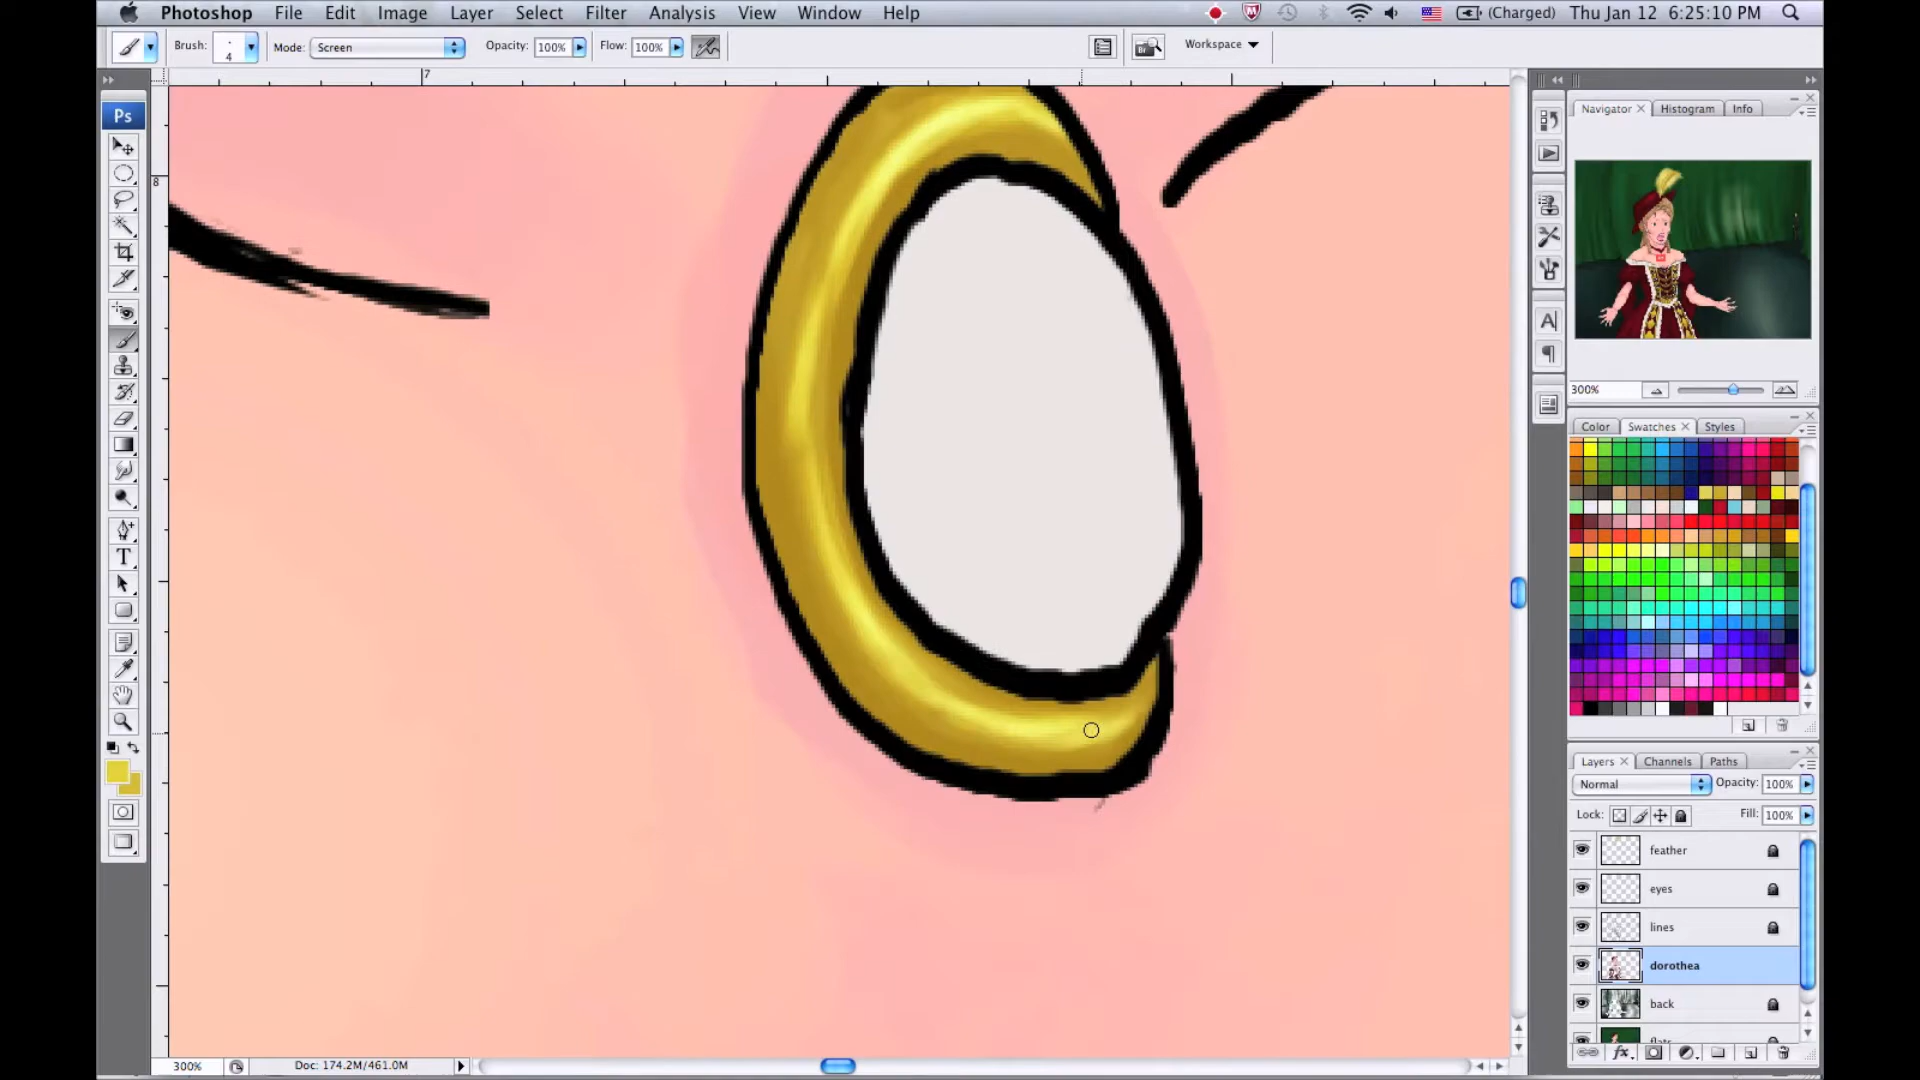 Photoshop File Edit Image Layer Select Filter Analysis View Window Help (Charged) Thu Jan 12 6:25:10 PM
Brush: 4 Mode: Screen Opacity: 100% Flow: 100% Workspace
7
8
Ps
T
Navigator Histogram Info
300%
Color Swatches Styles
Layers Channels Paths
Normal Opacity: 100%
Lock: Fill: 100%
feather
eyes
lines
dorothea
back
300% Doc: 174.2M/461.0M